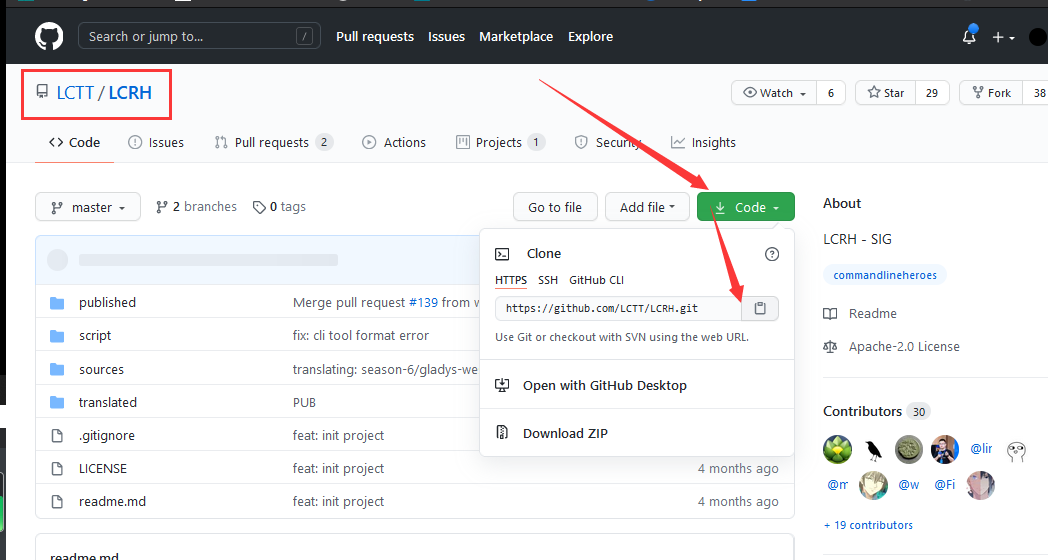 Search or jump to... /
Pull requests Issues Marketplace Explore
LCTT / LCRH
Watch 6 Star 29 Fork 38
Code Issues Pull requests 2 Actions Projects 1 Security Insights
master 2 branches 0 tags Go to file Add file Code
published Merge pull request #139 from
script fix: cli tool format error
sources translating: season-6/gladys-we
translated PUB
.gitignore feat: init project
LICENSE feat: init project 4 months ago
readme.md feat: init project 4 months ago
readme.md
Clone
HTTPS SSH GitHub CLI
https://github.com/LCTT/LCRH.git
Use Git or checkout with SVN using the web URL.
Open with GitHub Desktop
Download ZIP
About
LCRH - SIG
commandlineheroes
Readme
Apache-2.0 License
Contributors 30
@lir
@m @w @Fi
+ 19 contributors